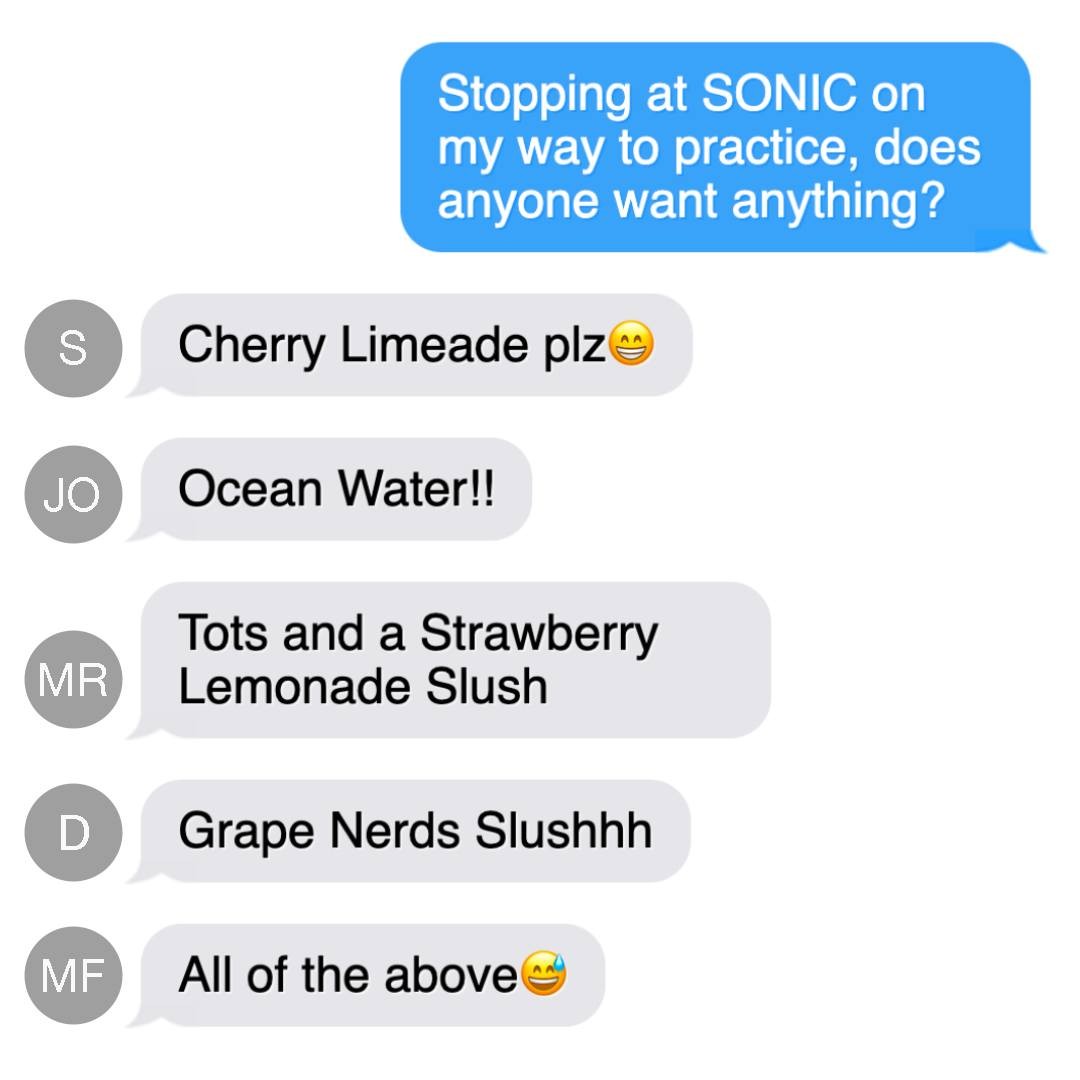 Stopping at SONIC on
my way to practice, does
anyone want anything?
S
Cherry Limeade plz😁
JO
Ocean Water!!
Tots and a Strawberry
Lemonade Slush
MR
D
Grape Nerds Slushhh
MF
All of the above😅